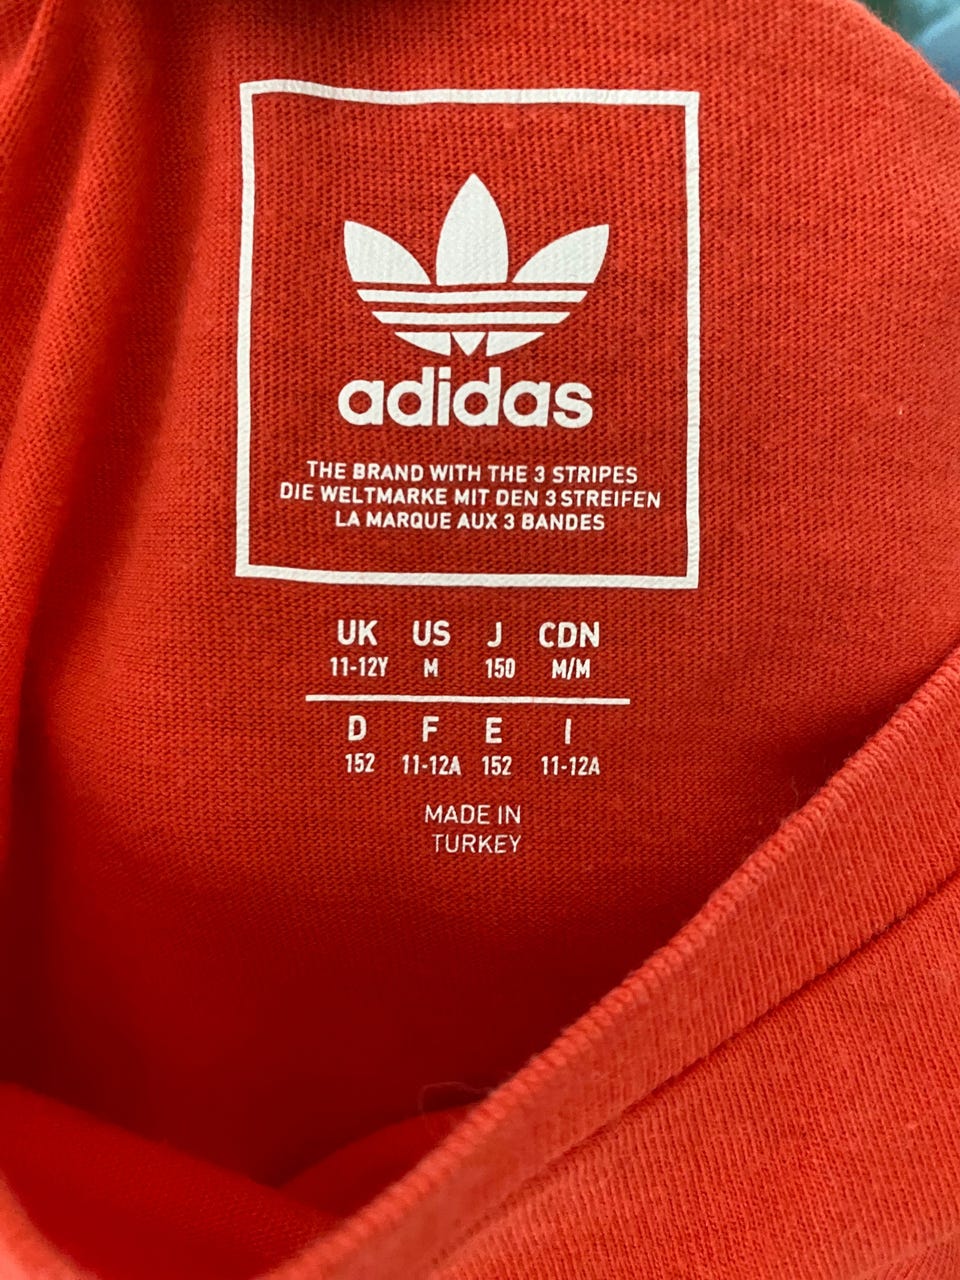 adidas
THE BRAND WITH THE 3 STRIPES
DIE WELTMARKE MIT DEN 3 STREIFEN
LA MARQUE AUX 3 BANDES
UK US J CDN
11-12Y M 150 M/M
D F E I
152 11-12A 152 11-12A
MADE IN
TURKEY